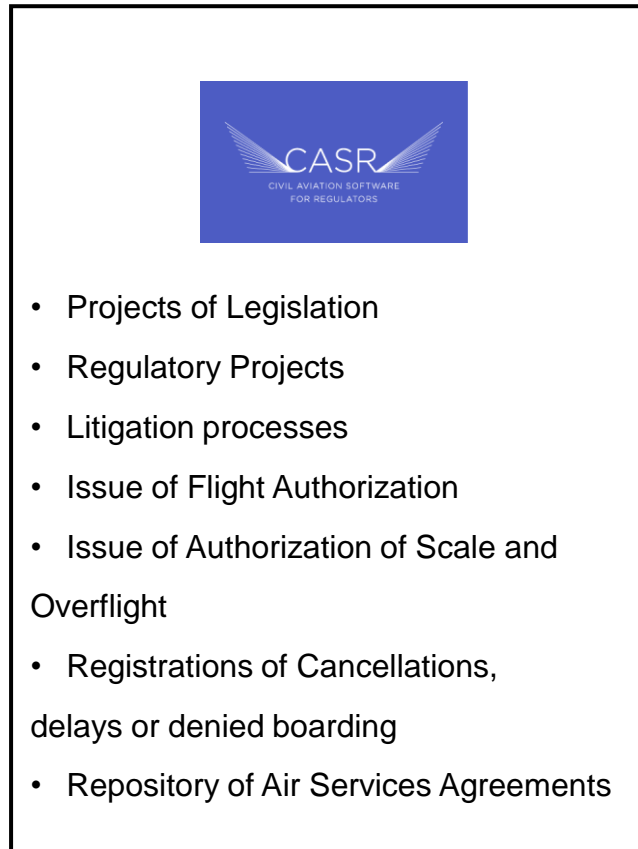 CASR
CIVIL AVIATION SOFTWARE
FOR REGULATORS
• Projects of Legislation
• Regulatory Projects
• Litigation processes
• Issue of Flight Authorization
• Issue of Authorization of Scale and
Overflight
• Registrations of Cancellations,
delays or denied boarding
• Repository of Air Services Agreements